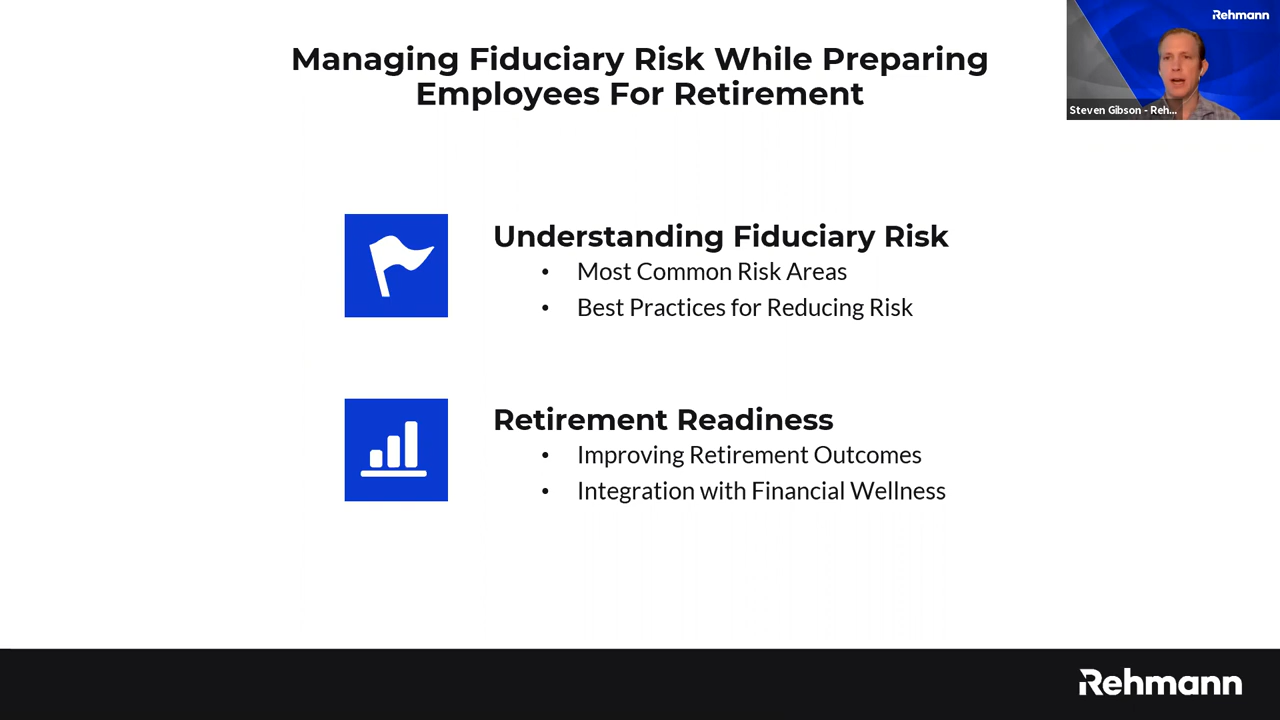 Managing Fiduciary Risk While Preparing
Employees For Retirement
Rehmann
Steven Gibson - Reh...
Understanding Fiduciary Risk
• Most Common Risk Areas
• Best Practices for Reducing Risk
Retirement Readiness
• Improving Retirement Outcomes
• Integration with Financial Wellness
Rehmann